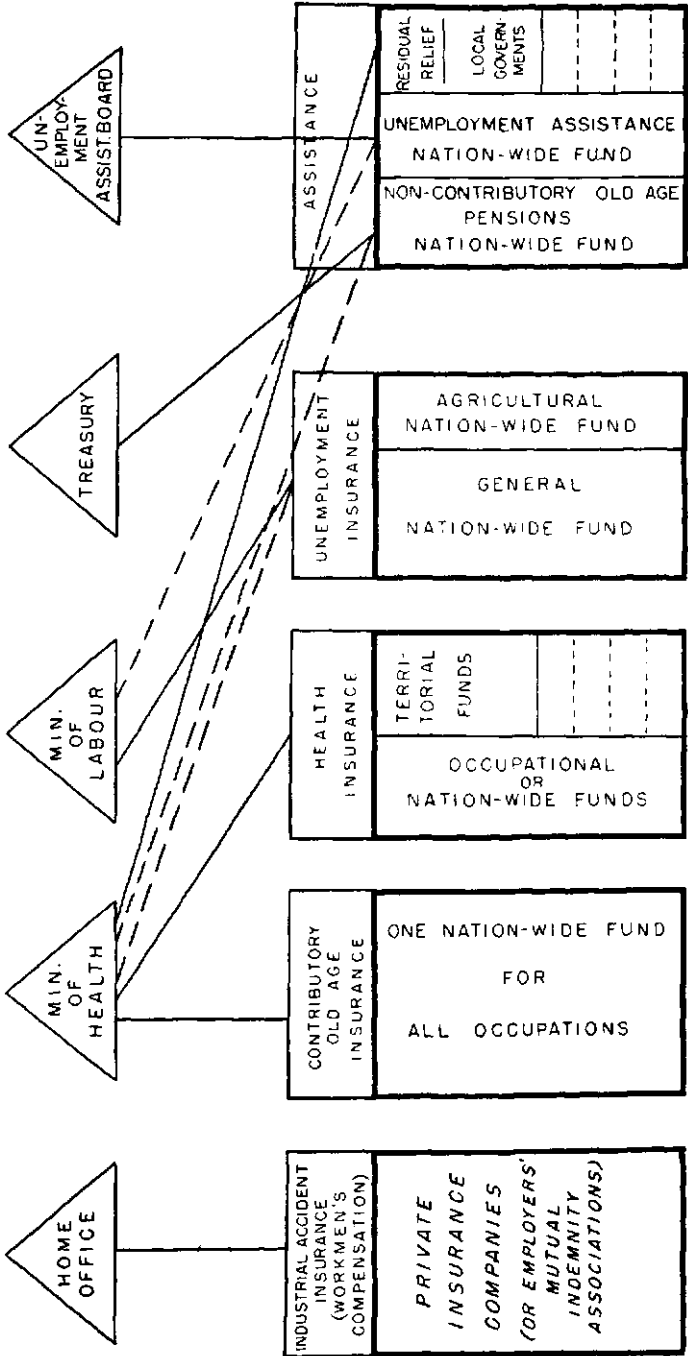 HOME
OFFICE
MIN.
OF
HEALTH
MIN.
OF
LABOUR
TREASURY
UN-
EMPLOY-
MENT
ASSIST. BOARD
INDUSTRIAL ACCIDENT
INSURANCE
(WORKMEN'S
COMPENSATION)
PRIVATE
INSURANCE
COMPANIES
(OR EMPLOYERS'
MUTUAL
INDEMNITY
ASSOCIATIONS)
CONTRIBUTORY
OLD AGE
INSURANCE
ONE NATION-WIDE FUND
FOR
ALL OCCUPATIONS
HEALTH
INSURANCE
TERRI-
TORIAL
FUNDS
OCCUPATIONAL
OR
NATION-WIDE FUNDS
UNEMPLOYMENT
INSURANCE
AGRICULTURAL
NATION-WIDE FUND
GENERAL
NATION-WIDE FUND
ASSISTANCE
RESIDUAL
RELIEF
LOCAL
GOVERN-
MENTS
UNEMPLOYMENT ASSISTANCE
NATION-WIDE FUND
NON-CONTRIBUTORY OLD AGE
PENSIONS
NATION-WIDE FUND